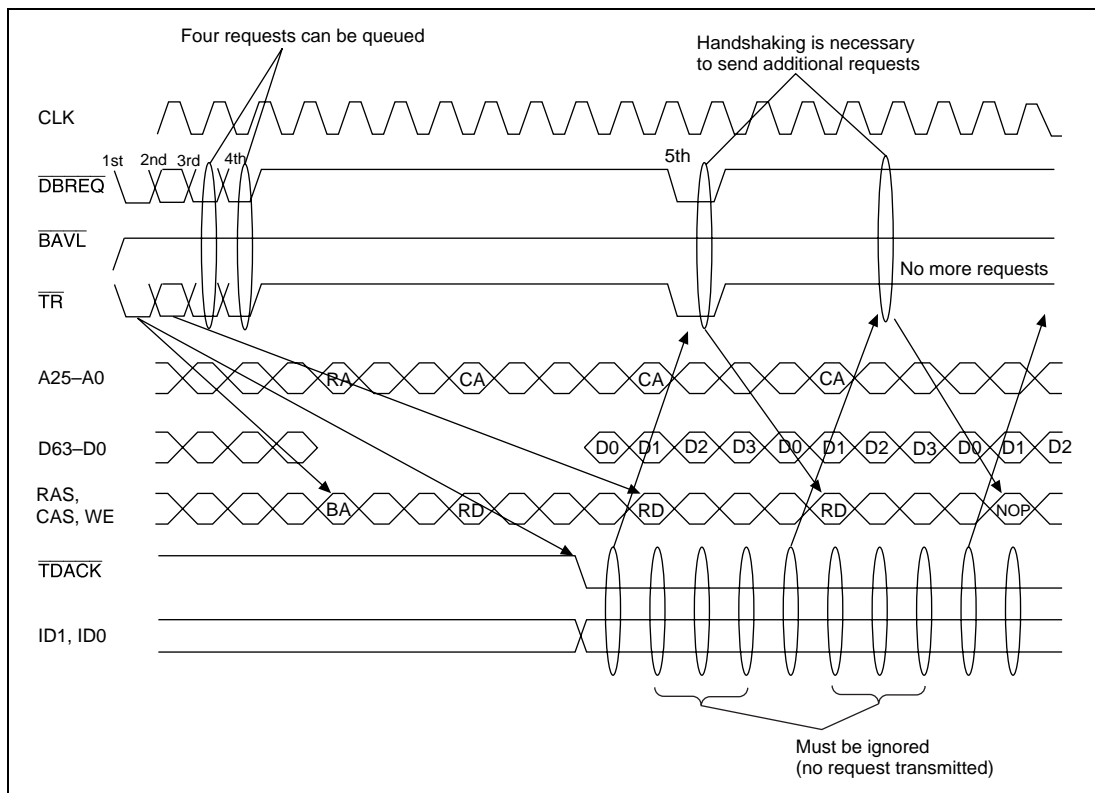 Four requests can be queued
Handshaking is necessary
to send additional requests
CLK
1st 2nd 3rd 4th 5th
DBREQ
BAVL
No more requests
TR
A25–A0 RA CA CA CA
D63–D0 D0 D1 D2 D3 D0 D1 D2 D3 D0 D1 D2
RAS,
CAS, WE BA RD RD RD NOP
TDACK
ID1, ID0
Must be ignored
(no request transmitted)